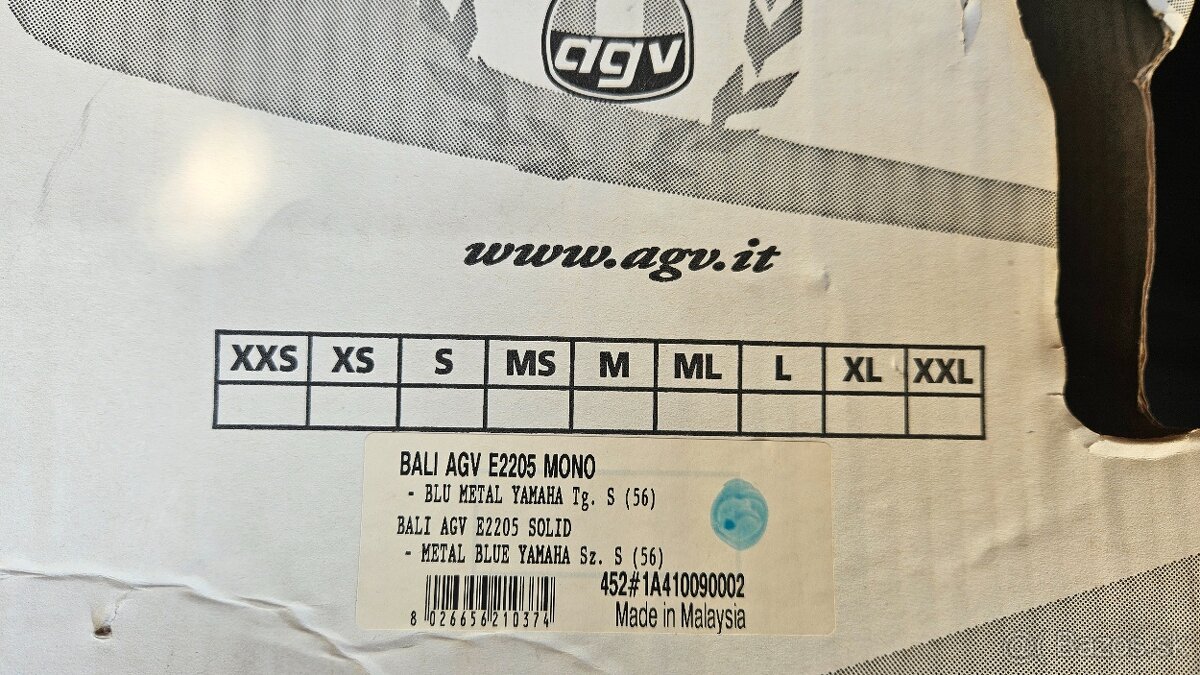 agv
www.agv.it
XXS XS S MS M ML L XL XXL
BALI AGV E2205 MONO
- BLU METAL YAMAHA Tg. S (56)
BALI AGV E2205 SOLID
- METAL BLUE YAMAHA Sz. S (56)
452#1A410090002
8 026656 210374
Made in Malaysia